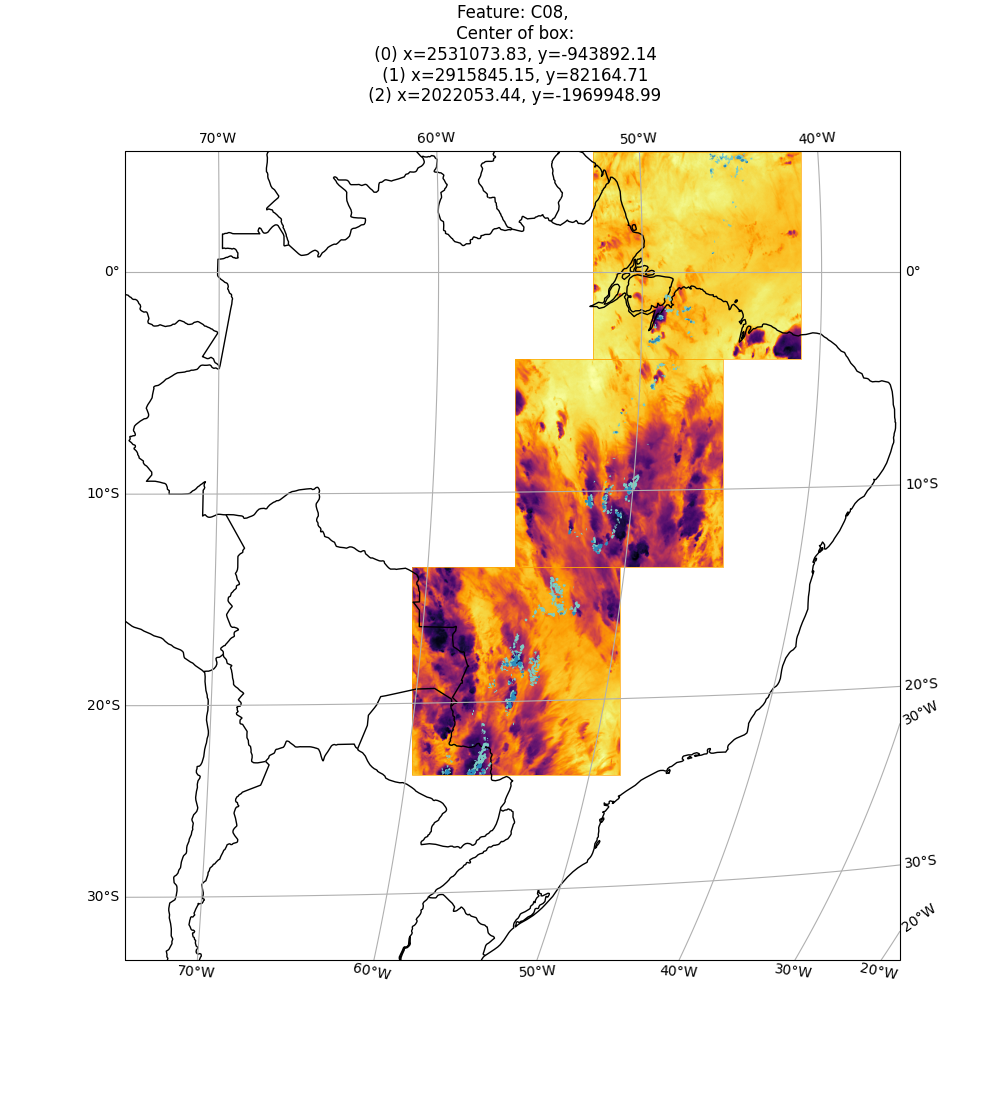 Feature: C08,
Center of box:
(0) x=2531073.83, y=-943892.14
(1) x=2915845.15, y=82164.71
(2) x=2022053.44, y=-1969948.99
70°W 60°W 50°W 40°W
0° 0°
10°S 10°S
20°S 20°S
30°W
30°S 30°S
20°W
70°W 60°W 50°W 40°W 30°W 20°W